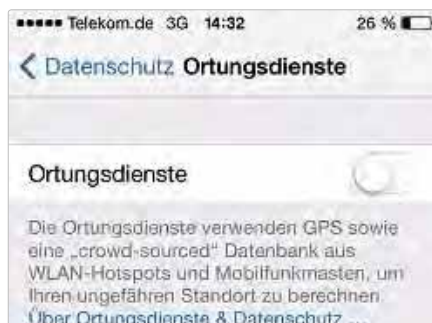 Telekom.de 3G 14:32 26 %
Datenschutz Ortungsdienste
Ortungsdienste
Die Ortungsdienste verwenden GPS sowie
eine „crowd-sourced“ Datenbank aus
WLAN-Hotspots und Mobilfunkmasten, um
Ihren ungefähren Standort zu berechnen
Über Ortungsdienste & Datenschutz ...